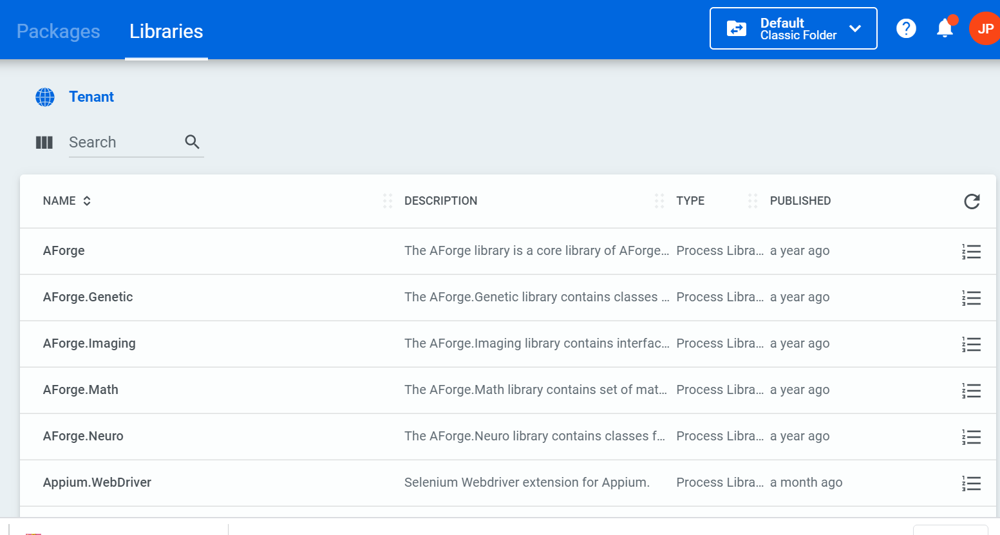 Packages Libraries
Default
Classic Folder
JP
Tenant
Search
NAME DESCRIPTION TYPE PUBLISHED
AForge The AForge library is a core library of AForge... Process Libra... a year ago
AForge.Genetic The AForge.Genetic library contains classes ... Process Libra... a year ago
AForge.Imaging The AForge.Imaging library contains interfac... Process Libra... a year ago
AForge.Math The AForge.Math library contains set of mat... Process Libra... a year ago
AForge.Neuro The AForge.Neuro library contains classes f... Process Libra... a year ago
Appium.WebDriver Selenium Webdriver extension for Appium. Process Libra... a month ago